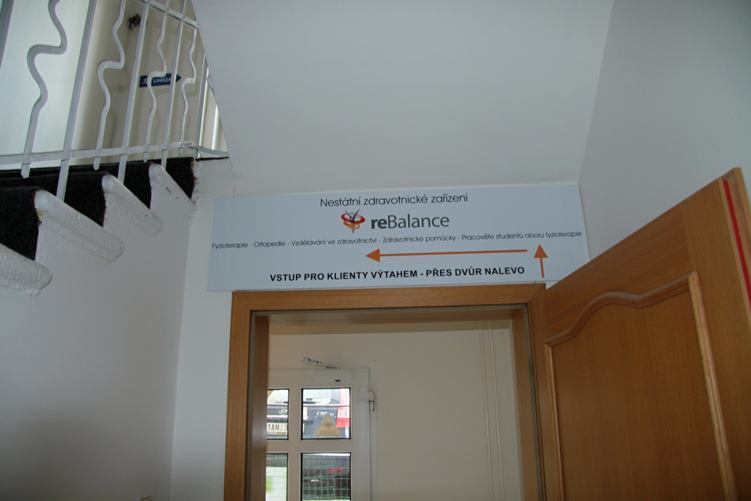 UNIQA
Nestátní zdravotnické zařízení
reBalance
Fyzioterapie - Ortopedie - Vzdělávání ve zdravotnictví - Zdravotnické pomůcky - Pracoviště studentů oboru fyzioterapie
VSTUP PRO KLIENTY VÝTAHEM - PŘES DVŮR NALEVO